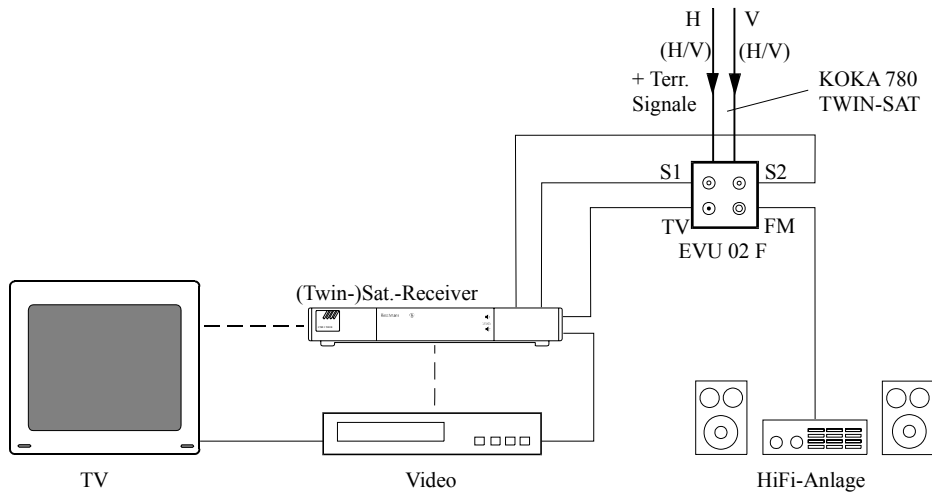 H V
(H/V) (H/V)
+ Terr.
Signale
KOKA 780
TWIN-SAT
S1 S2
TV FM
EVU 02 F
(Twin-)Sat.-Receiver
TV
Video
HiFi-Anlage